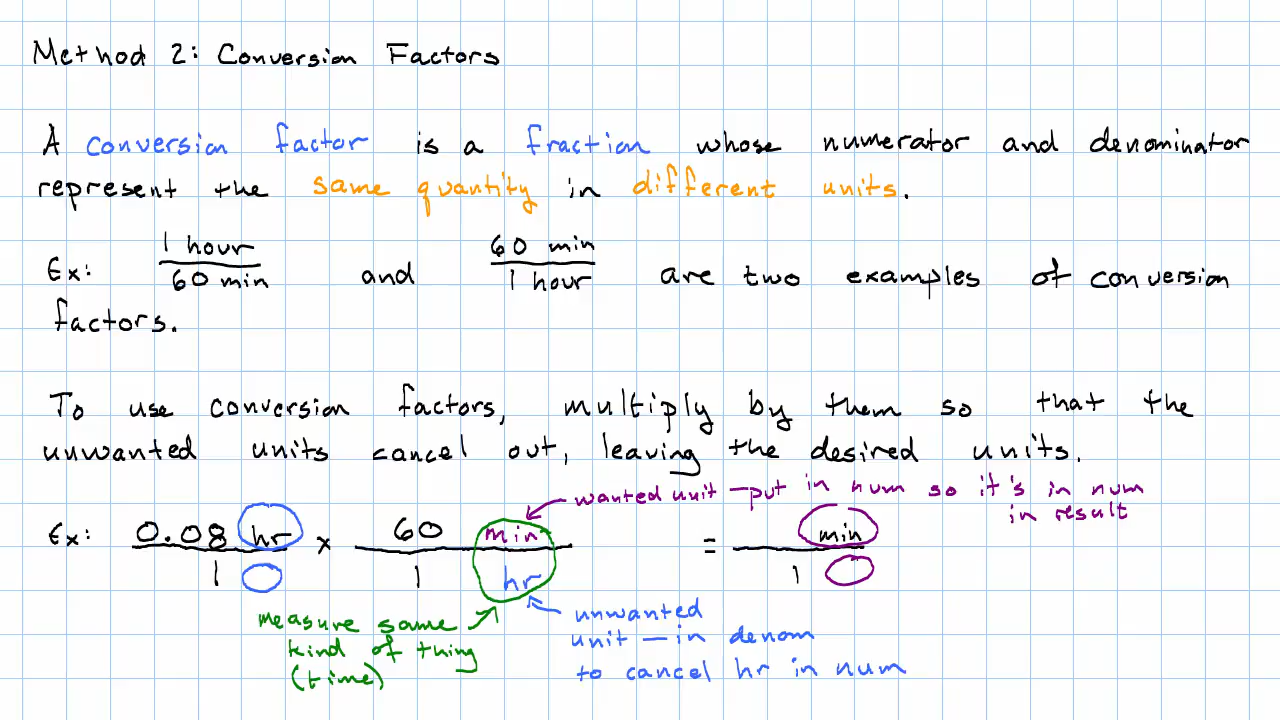 Method 2: Conversion Factors
A conversion factor is a fraction whose numerator and denominator
represent the same quantity in different units.
Ex: 1 hour / 60 min and 60 min / 1 hour are two examples of conversion
factors.
To use conversion factors, multiply by them so that the
unwanted units cancel out, leaving the desired units.
wanted unit — put in num so it's in num
in result
Ex: 0.08 hr / 1 × 60 min / 1 hr = min / 1
measure same
kind of thing
(time)
unwanted
unit — in denom
to cancel hr in num